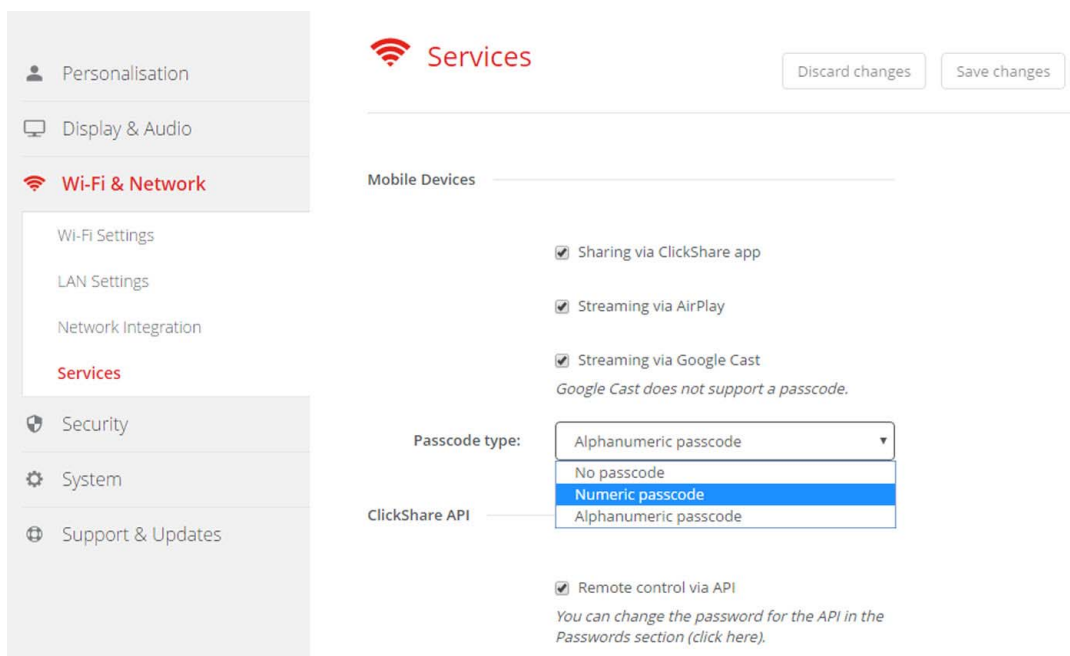 Personalisation
Display & Audio
Wi-Fi & Network
Wi-Fi Settings
LAN Settings
Network Integration
Services
Security
System
Support & Updates
Services
Discard changes
Save changes
Mobile Devices
Sharing via ClickShare app
Streaming via AirPlay
Streaming via Google Cast
Google Cast does not support a passcode.
Passcode type:
Alphanumeric passcode
No passcode
Numeric passcode
Alphanumeric passcode
ClickShare API
Remote control via API
You can change the password for the API in the
Passwords section (click here).